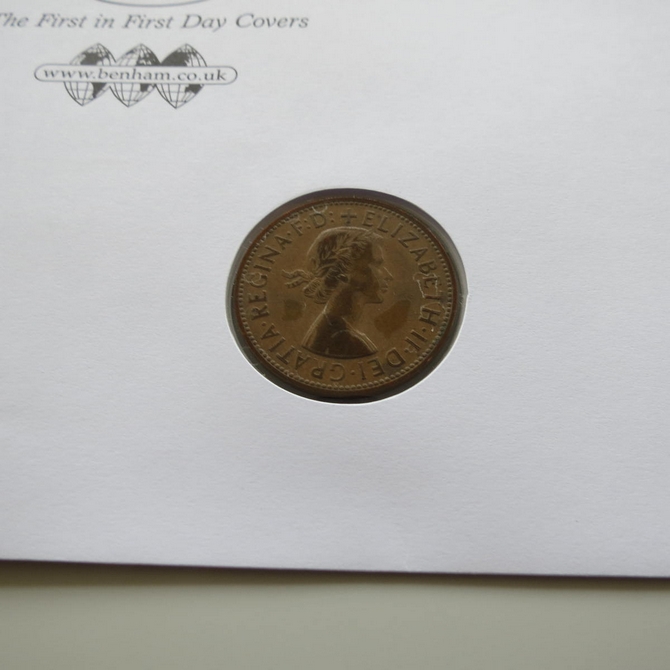 The First in First Day Covers
www.benham.co.uk
+ ELIZABETH · II · DEI · GRATIA · REGINA · F: D: